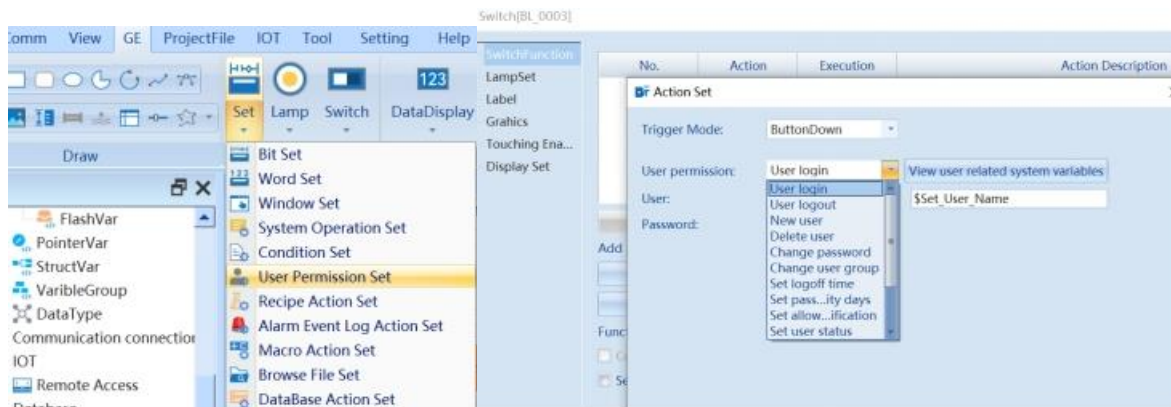 Switch[BL_0003]
Comm View GE ProjectFile IOT Tool Setting Help
Set Lamp Switch DataDisplay
123
Draw
FlashVar
PointerVar
StructVar
VaribleGroup
DataType
Communication connection
IOT
Remote Access
Database
Bit Set
Word Set
Window Set
System Operation Set
Condition Set
User Permission Set
Recipe Action Set
Alarm Event Log Action Set
Macro Action Set
Browse File Set
DataBase Action Set
SwitchFunction
LampSet
Label
Grahics
Touching Ena...
Display Set
No. Action Execution Action Description
Action Set
Trigger Mode: ButtonDown
User permission: User login View user related system variables
User: $Set_User_Name
Password:
User login
User logout
New user
Delete user
Change password
Change user group
Set logoff time
Set pass...ity days
Set allow...ification
Set user status
Add
Func
Se